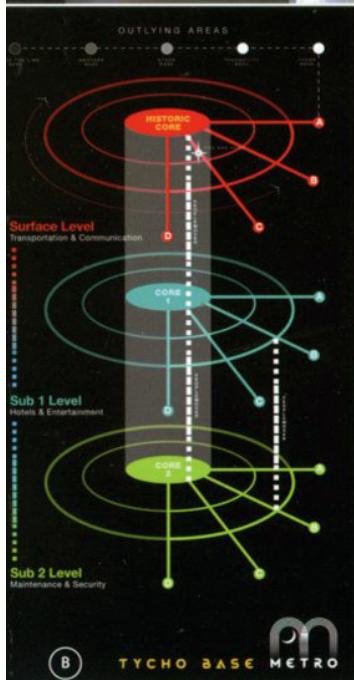 OUTLYING AREAS
HISTORIC
CORE
A
B
C
D
Surface Level
Transportation & Communication
CORE
1
A
B
C
D
Sub 1 Level
Hotels & Entertainment
CORE
2
A
B
C
D
Sub 2 Level
Maintenance & Security
B
TYCHO BASE METRO